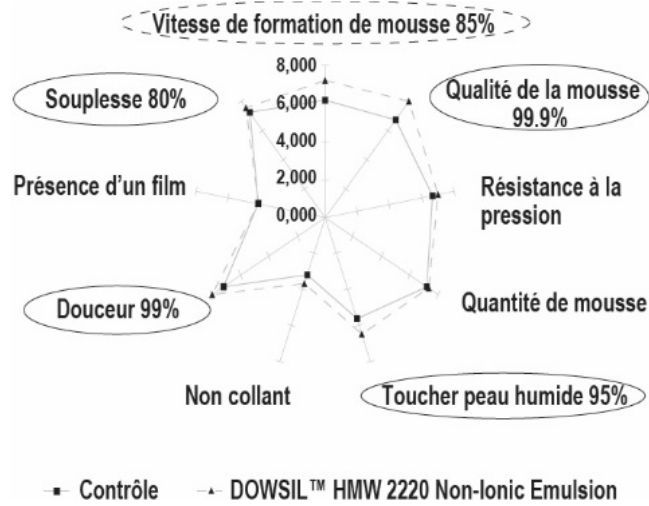 Vitesse de formation de mousse 85%
8,000
6,000
4,000
2,000
0,000
Souplesse 80%
Qualité de la mousse
99.9%
Présence d'un film
Résistance à la
pression
Douceur 99%
Quantité de mousse
Non collant
Toucher peau humide 95%
Contrôle
DOWSIL™ HMW 2220 Non-Ionic Emulsion